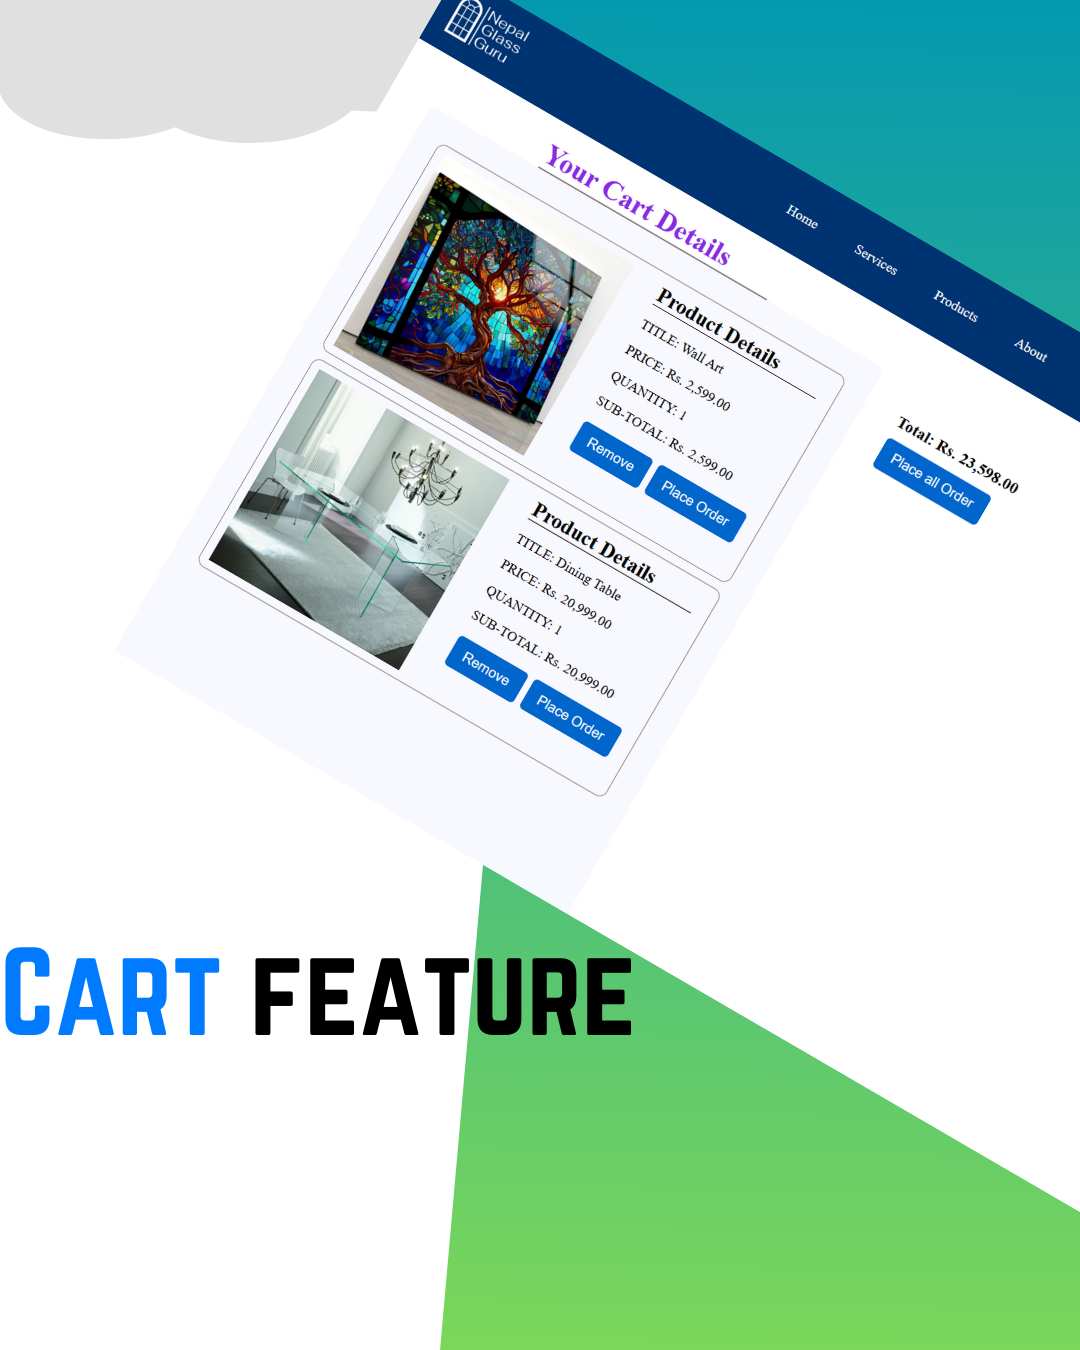 Nepal
Glass
Guru
Home
Services
Products
About
Your Cart Details
Product Details
TITLE: Wall Art
PRICE: Rs. 2,599.00
QUANTITY: 1
SUB-TOTAL: Rs. 2,599.00
Remove
Place Order
Product Details
TITLE: Dining Table
PRICE: Rs. 20,999.00
QUANTITY: 1
SUB-TOTAL: Rs. 20,999.00
Remove
Place Order
Total: Rs. 23,598.00
Place all Order
CART FEATURE